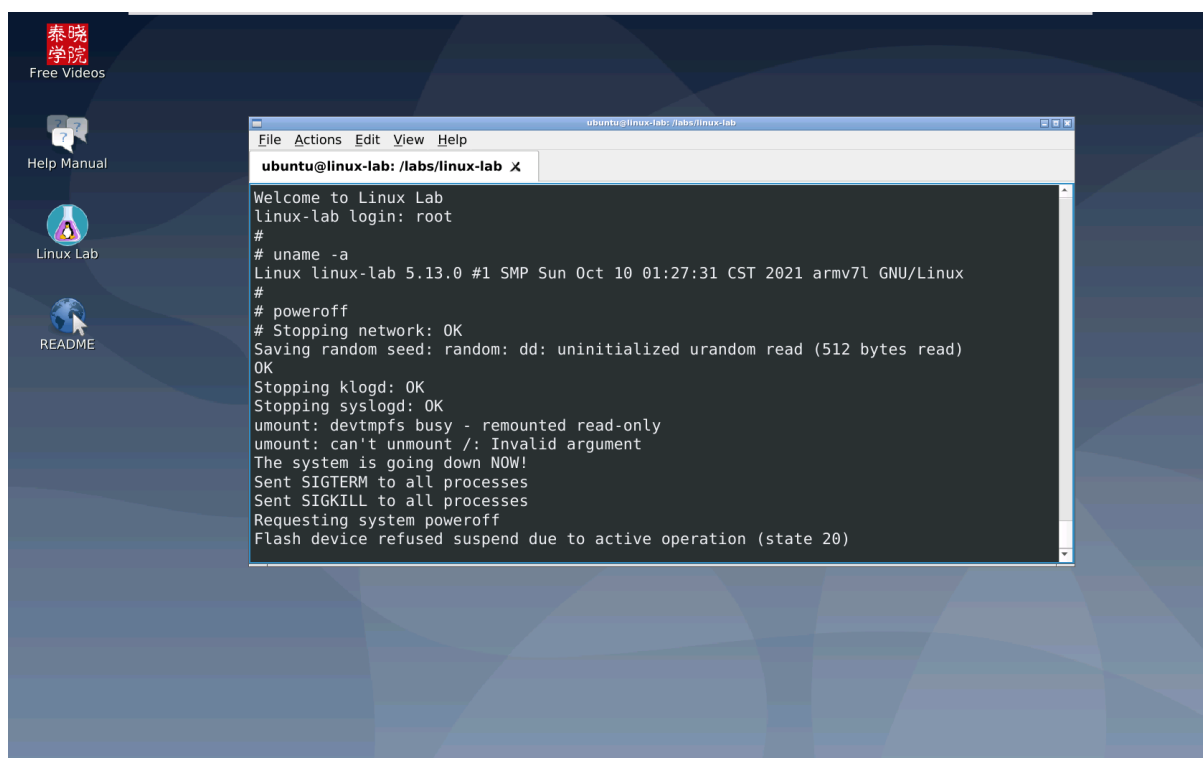 泰晓
学院
Free Videos
Help Manual
Linux Lab
README
ubuntu@linux-lab: /labs/linux-lab
File Actions Edit View Help
ubuntu@linux-lab: /labs/linux-lab
Welcome to Linux Lab
linux-lab login: root
#
# uname -a
Linux linux-lab 5.13.0 #1 SMP Sun Oct 10 01:27:31 CST 2021 armv7l GNU/Linux
#
# poweroff
# Stopping network: OK
Saving random seed: random: dd: uninitialized urandom read (512 bytes read)
OK
Stopping klogd: OK
Stopping syslogd: OK
umount: devtmpfs busy - remounted read-only
umount: can't unmount /: Invalid argument
The system is going down NOW!
Sent SIGTERM to all processes
Sent SIGKILL to all processes
Requesting system poweroff
Flash device refused suspend due to active operation (state 20)